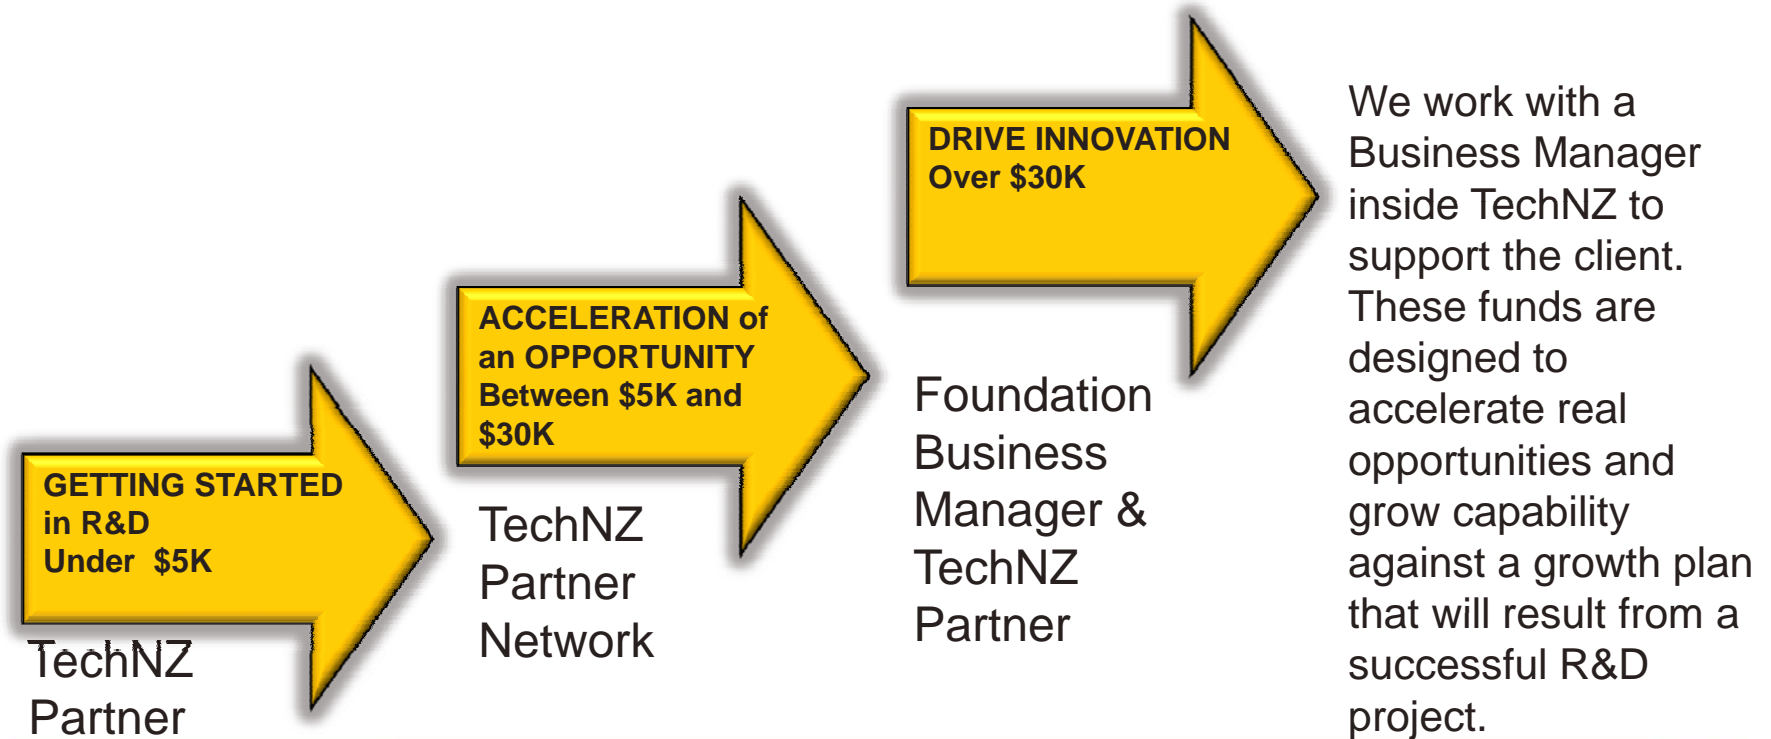 GETTING STARTED
in R&D
Under $5K
TechNZ
Partner
ACCELERATION of
an OPPORTUNITY
Between $5K and
$30K
TechNZ
Partner
Network
DRIVE INNOVATION
Over $30K
Foundation
Business
Manager &
TechNZ
Partner
We work with a
Business Manager
inside TechNZ to
support the client.
These funds are
designed to
accelerate real
opportunities and
grow capability
against a growth plan
that will result from a
successful R&D
project.